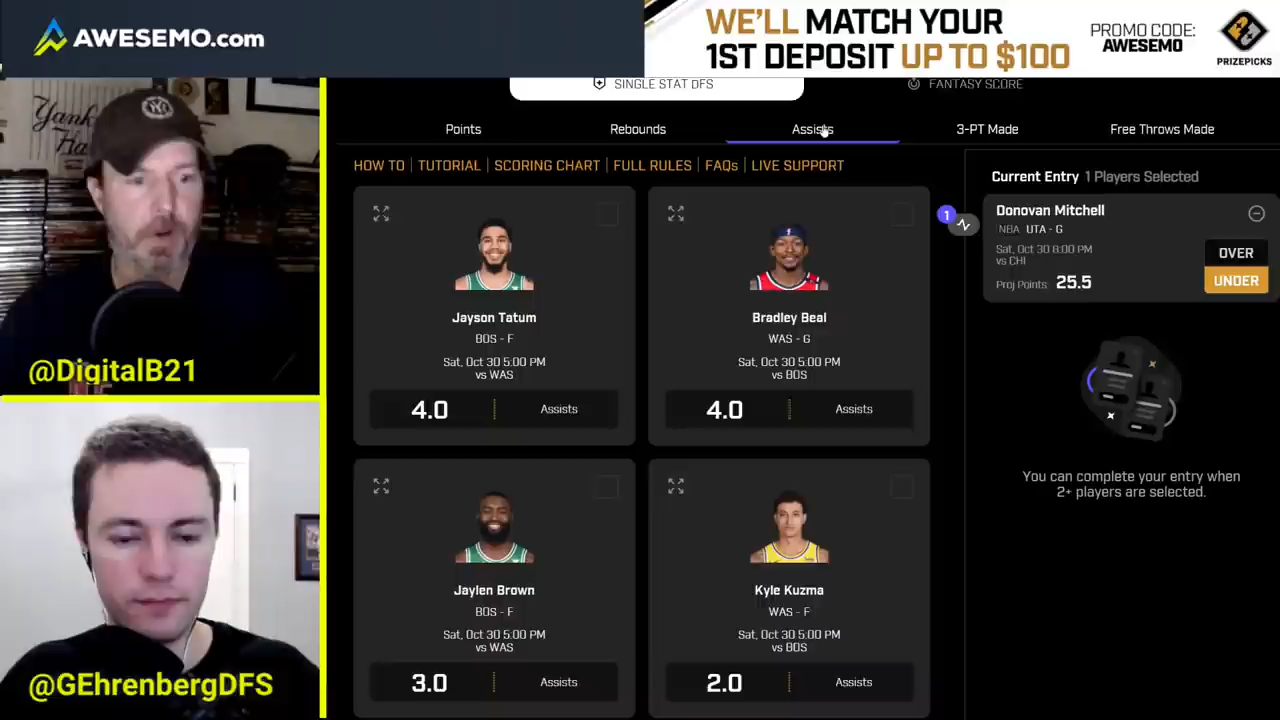 AWESEMO.com
WE'LL MATCH YOUR
1ST DEPOSIT UP TO $100
PROMO CODE:
AWESEMO
PRIZEPICKS
SINGLE STAT DFS
FANTASY SCORE
Points
Rebounds
Assists
3-PT Made
Free Throws Made
HOW TO | TUTORIAL | SCORING CHART | FULL RULES | FAQs | LIVE SUPPORT
Jayson Tatum
BOS - F
Sat, Oct 30 5:00 PM
vs WAS
4.0 Assists
Bradley Beal
WAS - G
Sat, Oct 30 5:00 PM
vs BOS
4.0 Assists
Jaylen Brown
BOS - F
Sat, Oct 30 5:00 PM
vs WAS
3.0 Assists
Kyle Kuzma
WAS - F
Sat, Oct 30 5:00 PM
vs BOS
2.0 Assists
Current Entry 1 Players Selected
1
Donovan Mitchell
NBA UTA - G
Sat, Oct 30 8:00 PM
vs CHI
Proj Points: 25.5
OVER
UNDER
You can complete your entry when
2+ players are selected.
Yankee
@DigitalB21
@GEhrenbergDFS